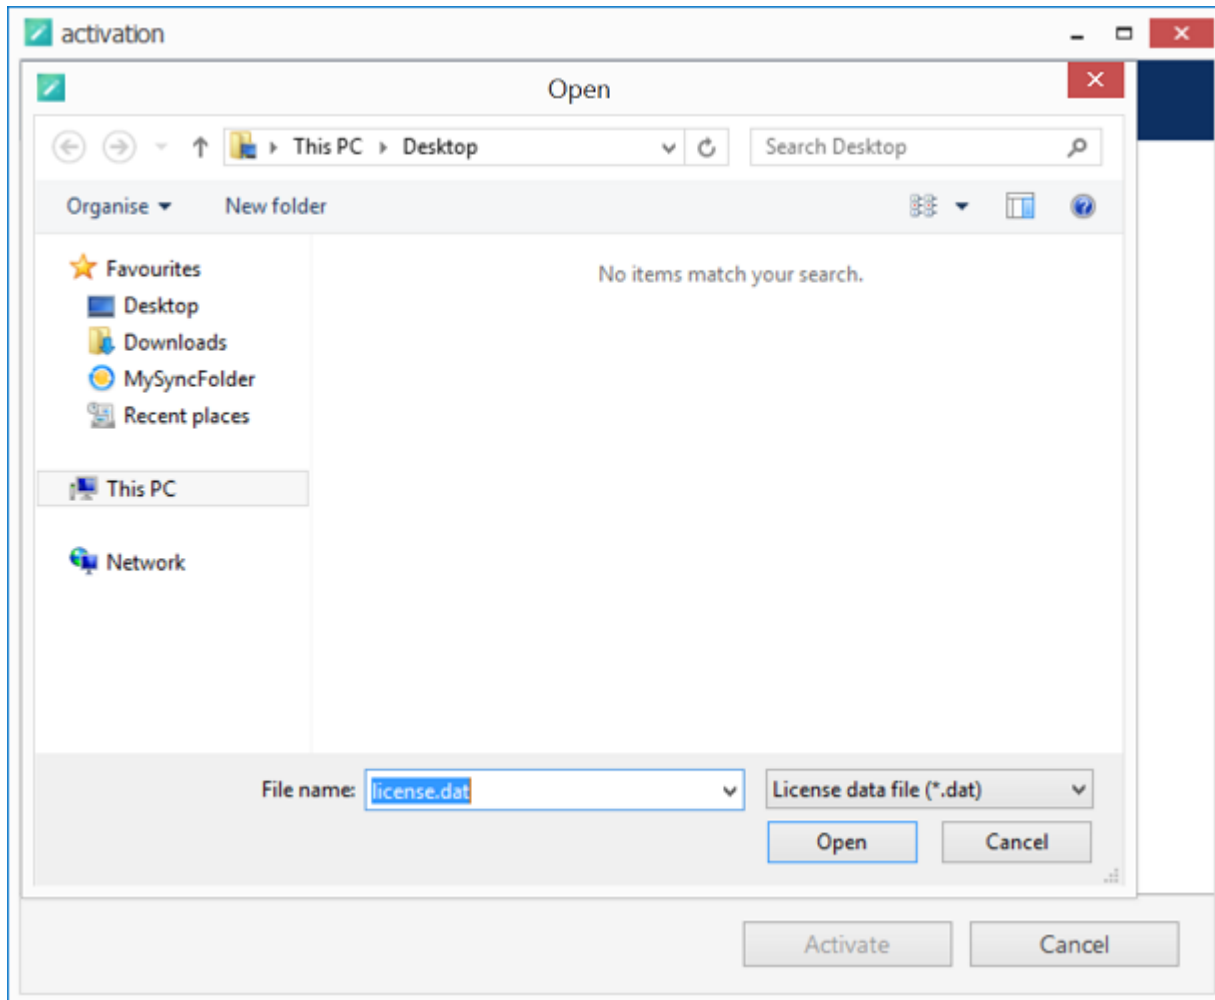 activation
Open
This PC Desktop
Search Desktop
Organise New folder
Favourites
No items match your search.
Desktop
Downloads
MySyncFolder
Recent places
This PC
Network
File name: license.dat License data file (*.dat)
Open Cancel
Activate Cancel